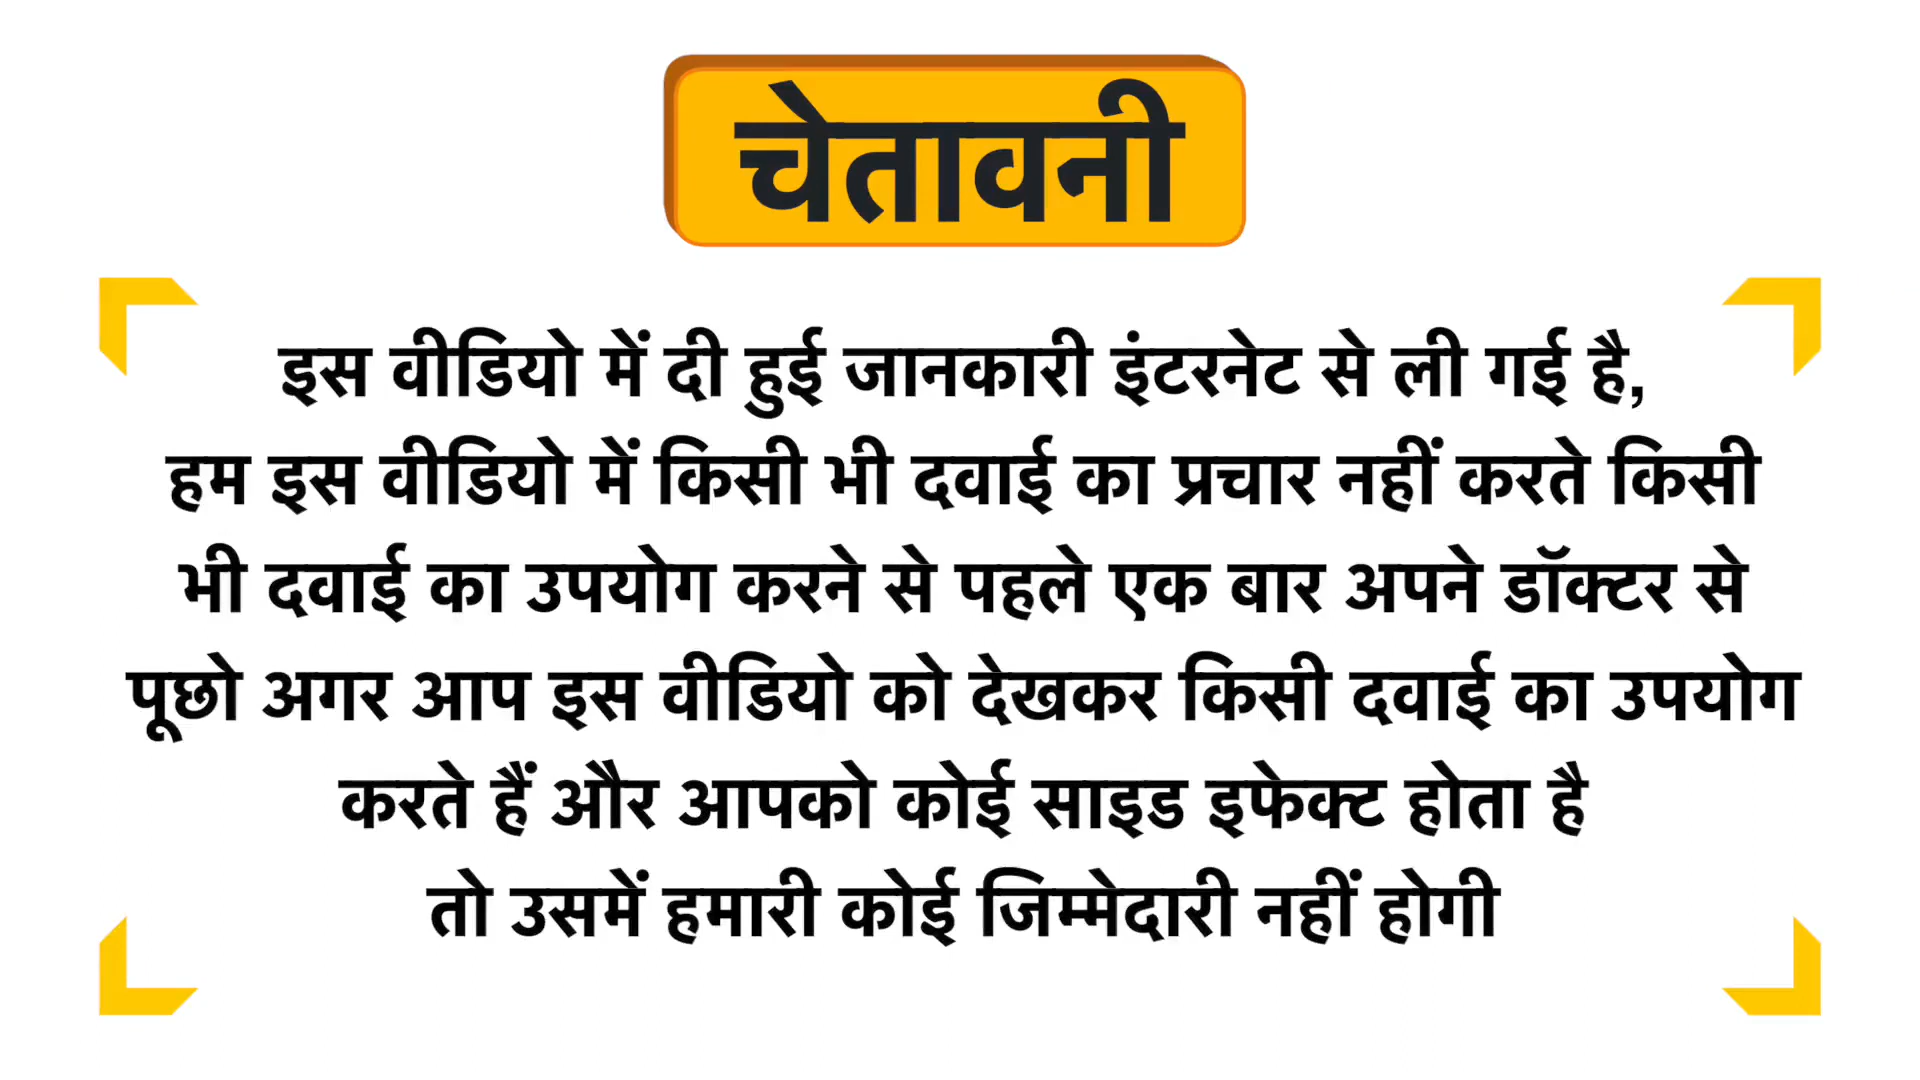 चेतावनी
इस वीडियो में दी हुई जानकारी इंटरनेट से ली गई है,
हम इस वीडियो में किसी भी दवाई का प्रचार नहीं करते किसी
भी दवाई का उपयोग करने से पहले एक बार अपने डॉक्टर से
पूछो अगर आप इस वीडियो को देखकर किसी दवाई का उपयोग
करते हैं और आपको कोई साइड इफेक्ट होता है
तो उसमें हमारी कोई जिम्मेदारी नहीं होगी